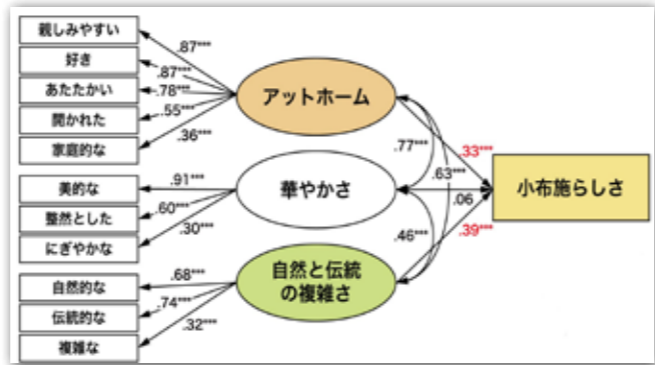 親しみやすい
好き
あたたかい
開かれた
家庭的な
.87***
.87***
.78***
.55***
.36***
アットホーム
美的な
整然とした
にぎやかな
.91***
.60***
.30***
華やかさ
自然的な
伝統的な
複雑な
.68***
.74***
.32***
自然と伝統
の複雑さ
.77***
.63***
.46***
.33***
.06
.39***
小布施らしさ